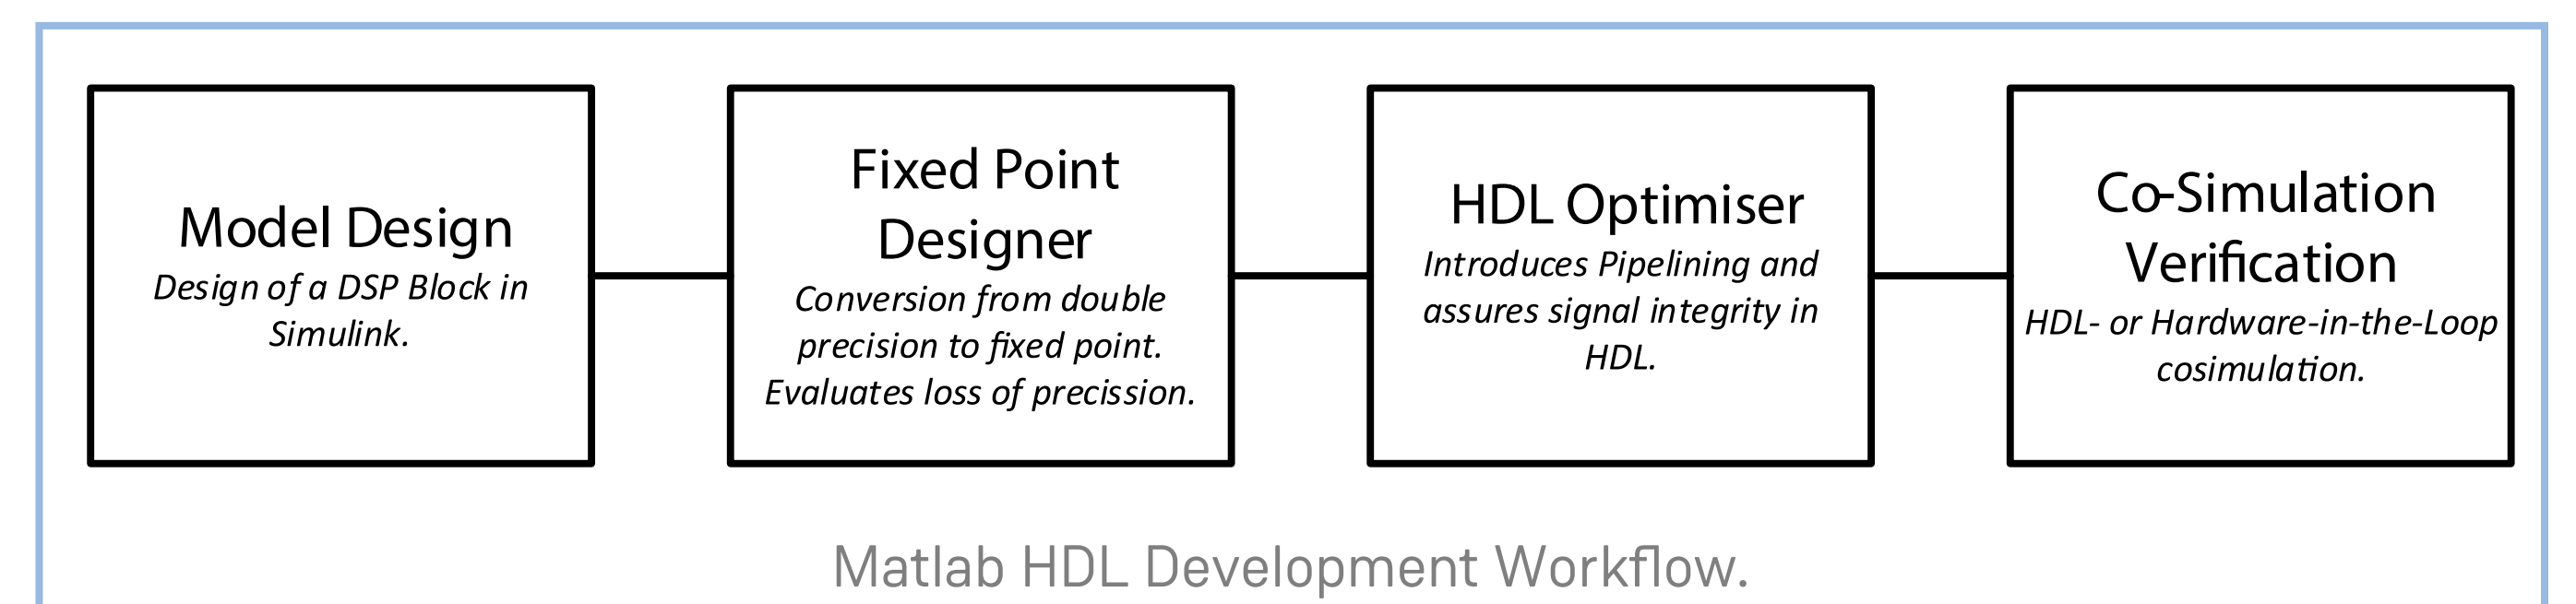 Model Design
Design of a DSP Block in
Simulink.
Fixed Point
Designer
Conversion from double
precision to fixed point.
Evaluates loss of precission.
HDL Optimiser
Introduces Pipelining and
assures signal integrity in
HDL.
Co-Simulation
Verification
HDL- or Hardware-in-the-Loop
cosimulation.
Matlab HDL Development Workflow.